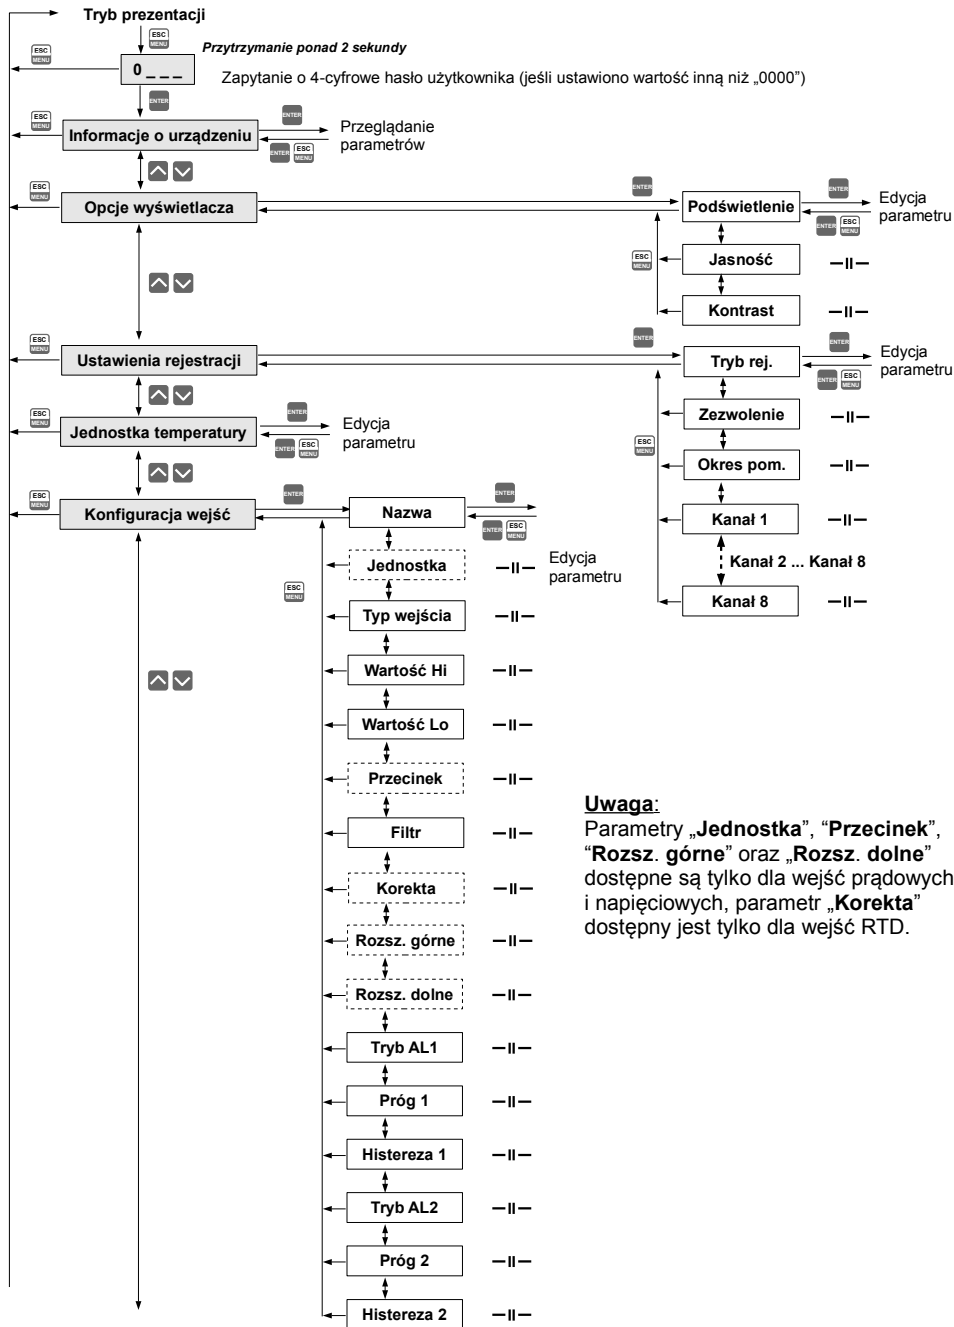 Tryb prezentacji
ESC
MENU
Przytrzymanie ponad 2 sekundy
ESC
MENU
0 _ _ _
Zapytanie o 4-cyfrowe hasło użytkownika (jeśli ustawiono wartość inną niż „0000”)
ENTER
ESC
MENU
Informacje o urządzeniu
ENTER
ENTER ESC
MENU
Przeglądanie
parametrów
ESC
MENU
Opcje wyświetlacza
ENTER
Podświetlenie
ENTER
ENTER ESC
MENU
Edycja
parametru
ESC
MENU
Jasność
—II—
Kontrast
—II—
ESC
MENU
Ustawienia rejestracji
ENTER
Tryb rej.
ENTER
ENTER ESC
MENU
Edycja
parametru
ESC
MENU
Zezwolenie
—II—
Okres pom.
—II—
Kanał 1
—II—
Kanał 2 ... Kanał 8
Kanał 8
—II—
ESC
MENU
Jednostka temperatury
ENTER
ENTER ESC
MENU
Edycja
parametru
ESC
MENU
Konfiguracja wejść
ENTER
Nazwa
ENTER
ENTER ESC
MENU
Edycja
parametru
ESC
MENU
Jednostka
—II—
Typ wejścia
—II—
Wartość Hi
—II—
Wartość Lo
—II—
Przecinek
—II—
Filtr
—II—
Korekta
—II—
Rozsz. górne
—II—
Rozsz. dolne
—II—
Tryb AL1
—II—
Próg 1
—II—
Histereza 1
—II—
Tryb AL2
—II—
Próg 2
—II—
Histereza 2
—II—
Uwaga:
Parametry „Jednostka”, “Przecinek”,
“Rozsz. górne” oraz „Rozsz. dolne”
dostępne są tylko dla wejść prądowych
i napięciowych, parametr „Korekta”
dostępny jest tylko dla wejść RTD.